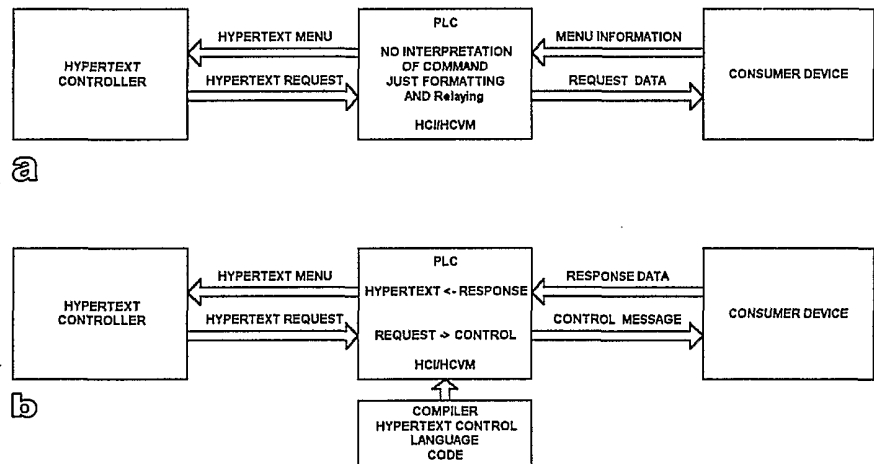 HYPERTEXT
CONTROLLER
HYPERTEXT MENU
HYPERTEXT REQUEST
PLC
NO INTERPRETATION
OF COMMAND
JUST FORMATTING
AND Relaying
HCI/HCVM
MENU INFORMATION
REQUEST DATA
CONSUMER DEVICE
a
HYPERTEXT
CONTROLLER
HYPERTEXT MENU
HYPERTEXT REQUEST
PLC
HYPERTEXT <- RESPONSE
REQUEST -> CONTROL
HCI/HCVM
RESPONSE DATA
CONTROL MESSAGE
CONSUMER DEVICE
b
COMPILER
HYPERTEXT CONTROL
LANGUAGE
CODE